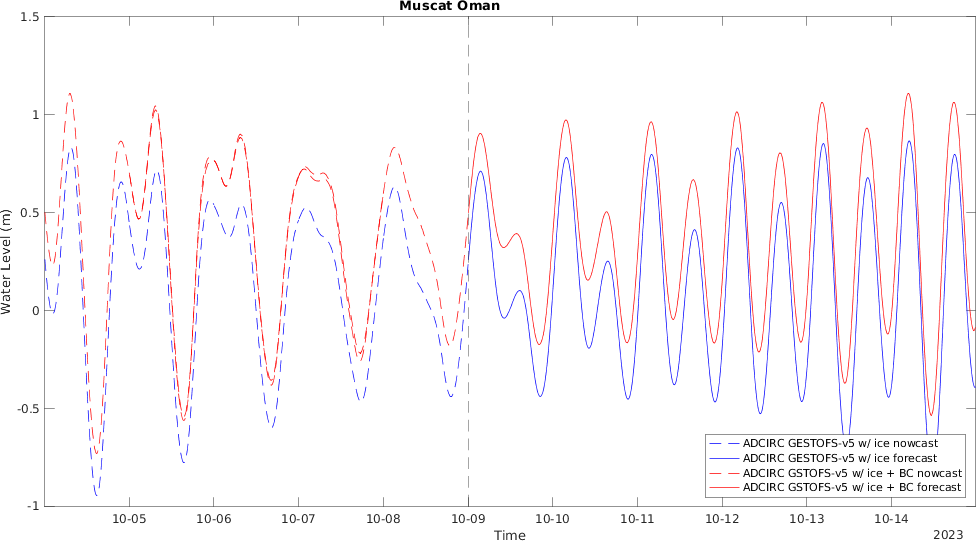 Muscat Oman
1.5
1
0.5
0
-0.5
-1
Water Level (m)
10-05 10-06 10-07 10-08 10-09 10-10 10-11 10-12 10-13 10-14
Time
2023
ADCIRC GESTOFS-v5 w/ ice nowcast
ADCIRC GESTOFS-v5 w/ ice forecast
ADCIRC GSTOFS-v5 w/ ice + BC nowcast
ADCIRC GSTOFS-v5 w/ ice + BC forecast